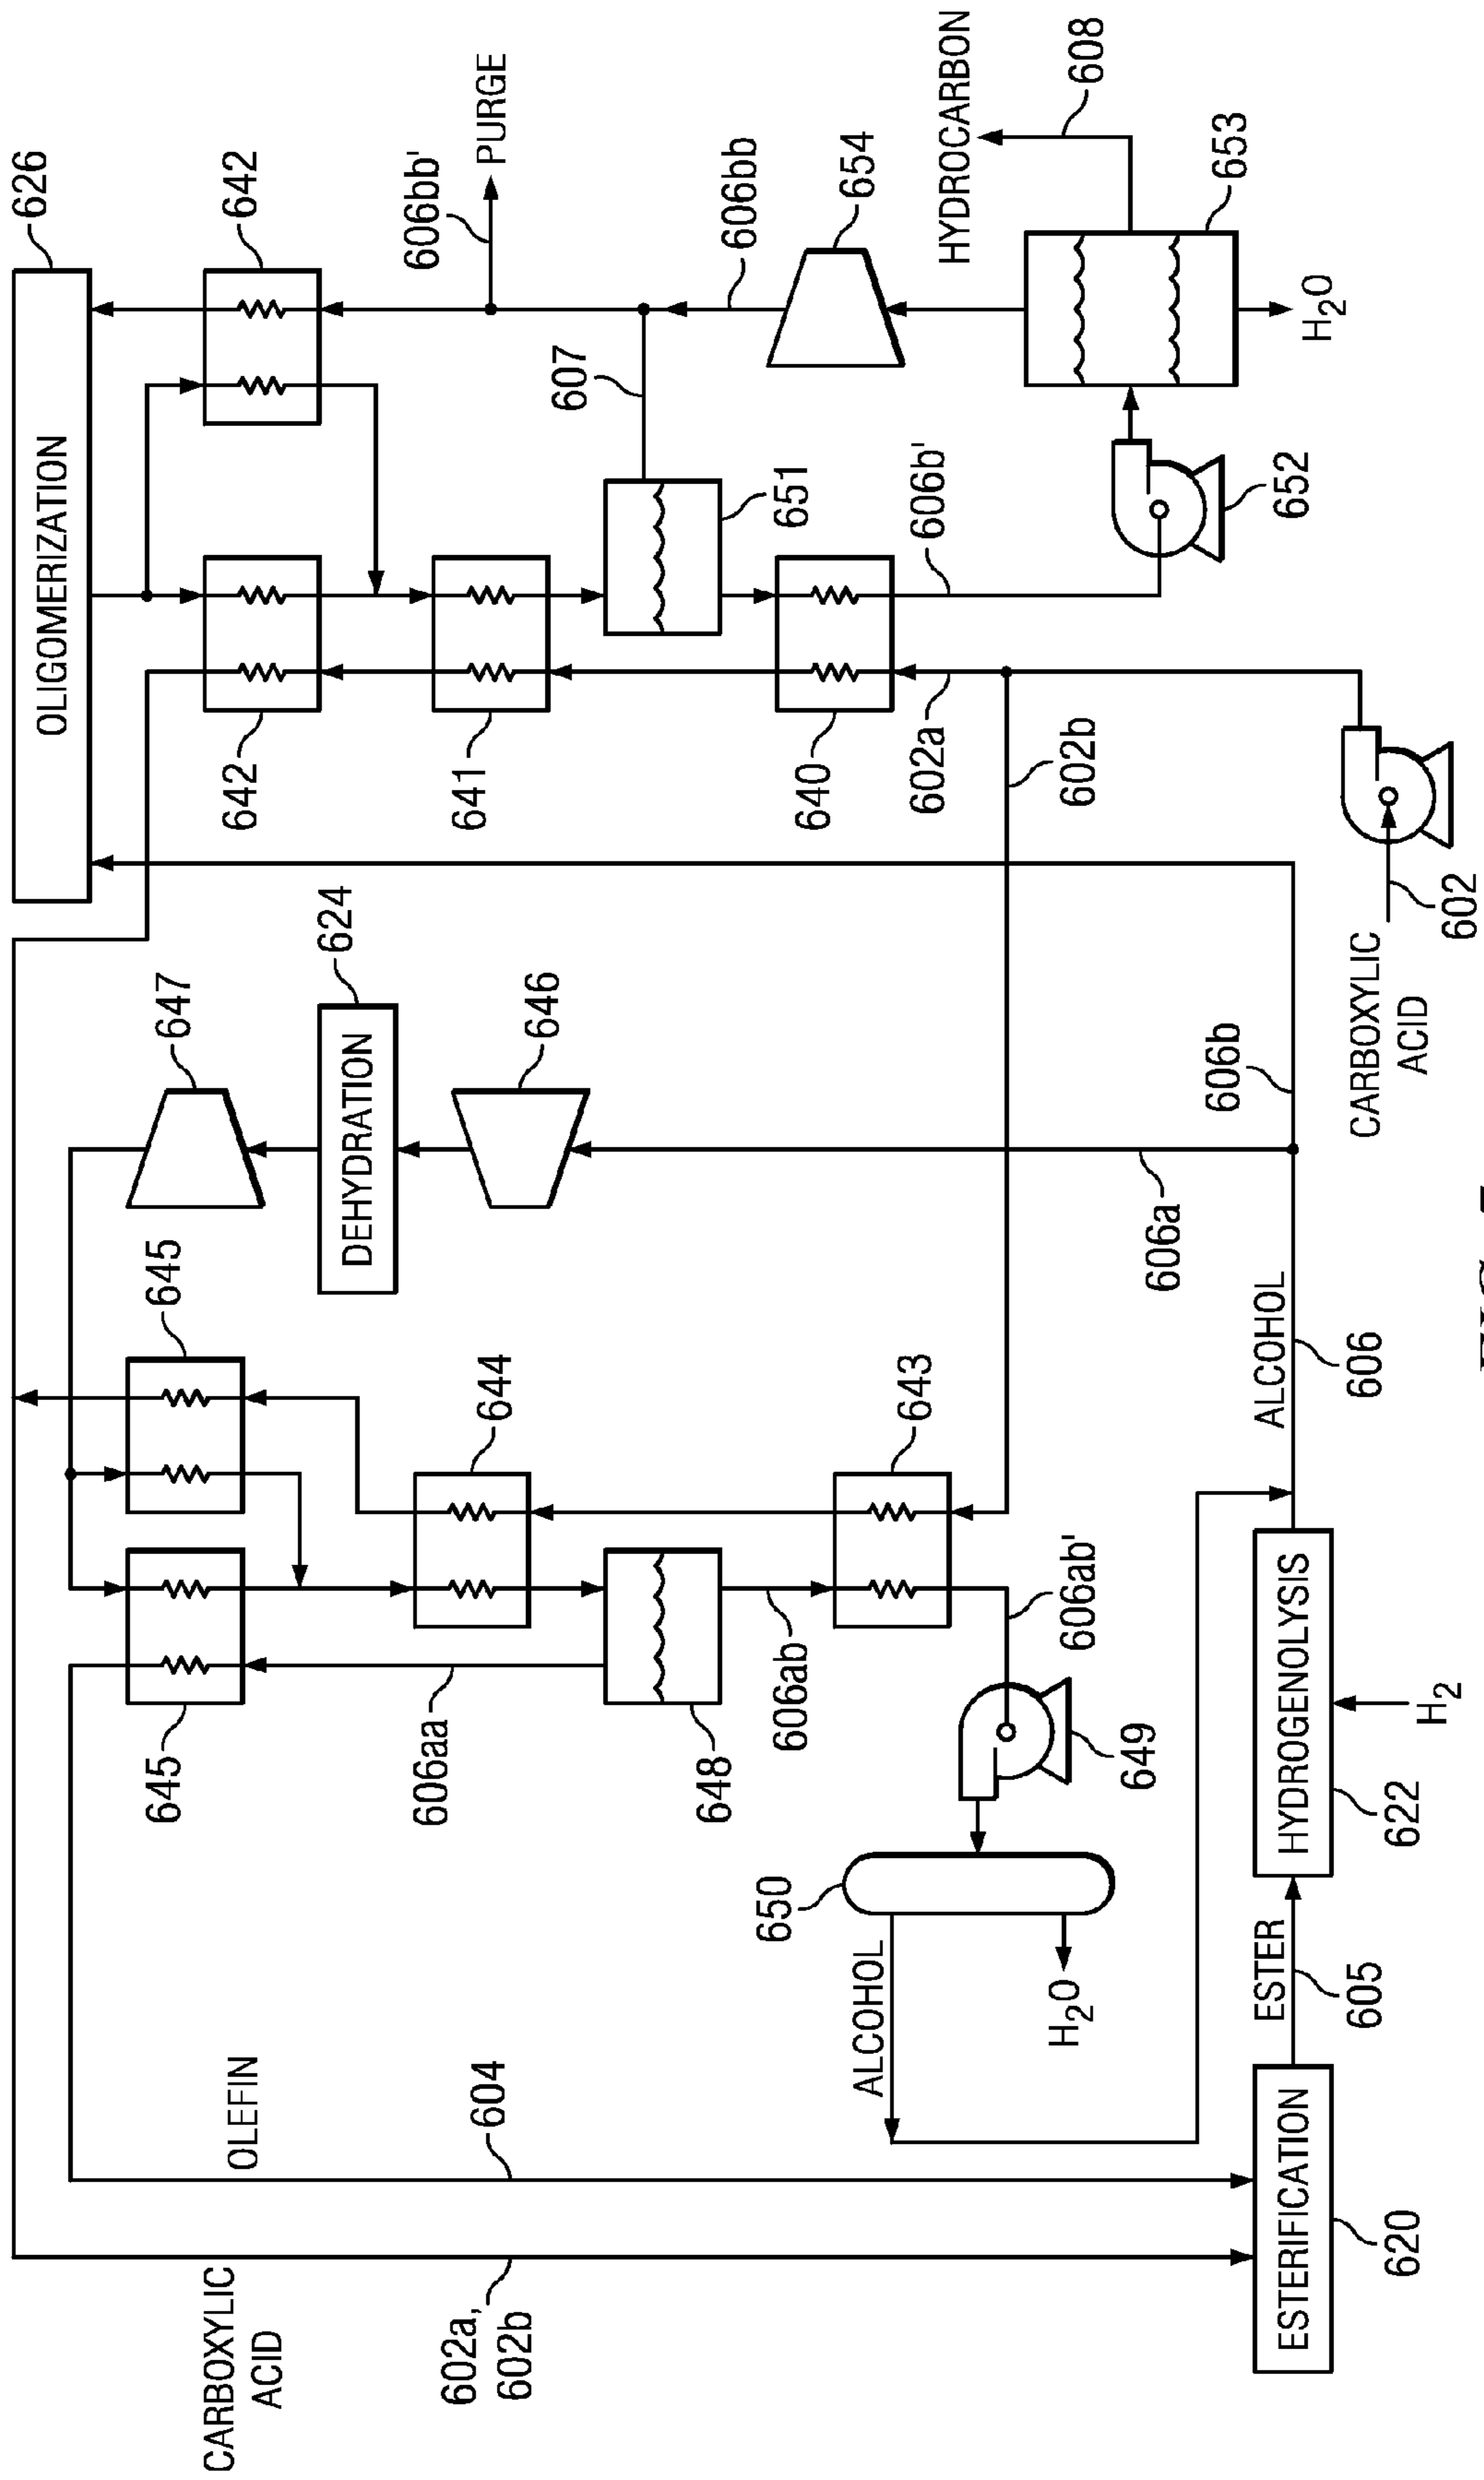 626
OLIGOMERIZATION
645
645
647
CARBOXYLIC
ACID
OLEFIN
642
642
624
DEHYDRATION
606bb'
PURGE
606aa
602a,
602b
604
644
646
641
607
648
651
606bb
650
606ab
643
640
654
ALCOHOL
602a
606b'
HYDROCARBON
H2O
606ab'
602b
608
649
606a
606b
653
ESTER
ALCOHOL
652
ESTERIFICATION
HYDROGENOLYSIS
H2O
605
606
CARBOXYLIC
ACID
620
622
H2
602